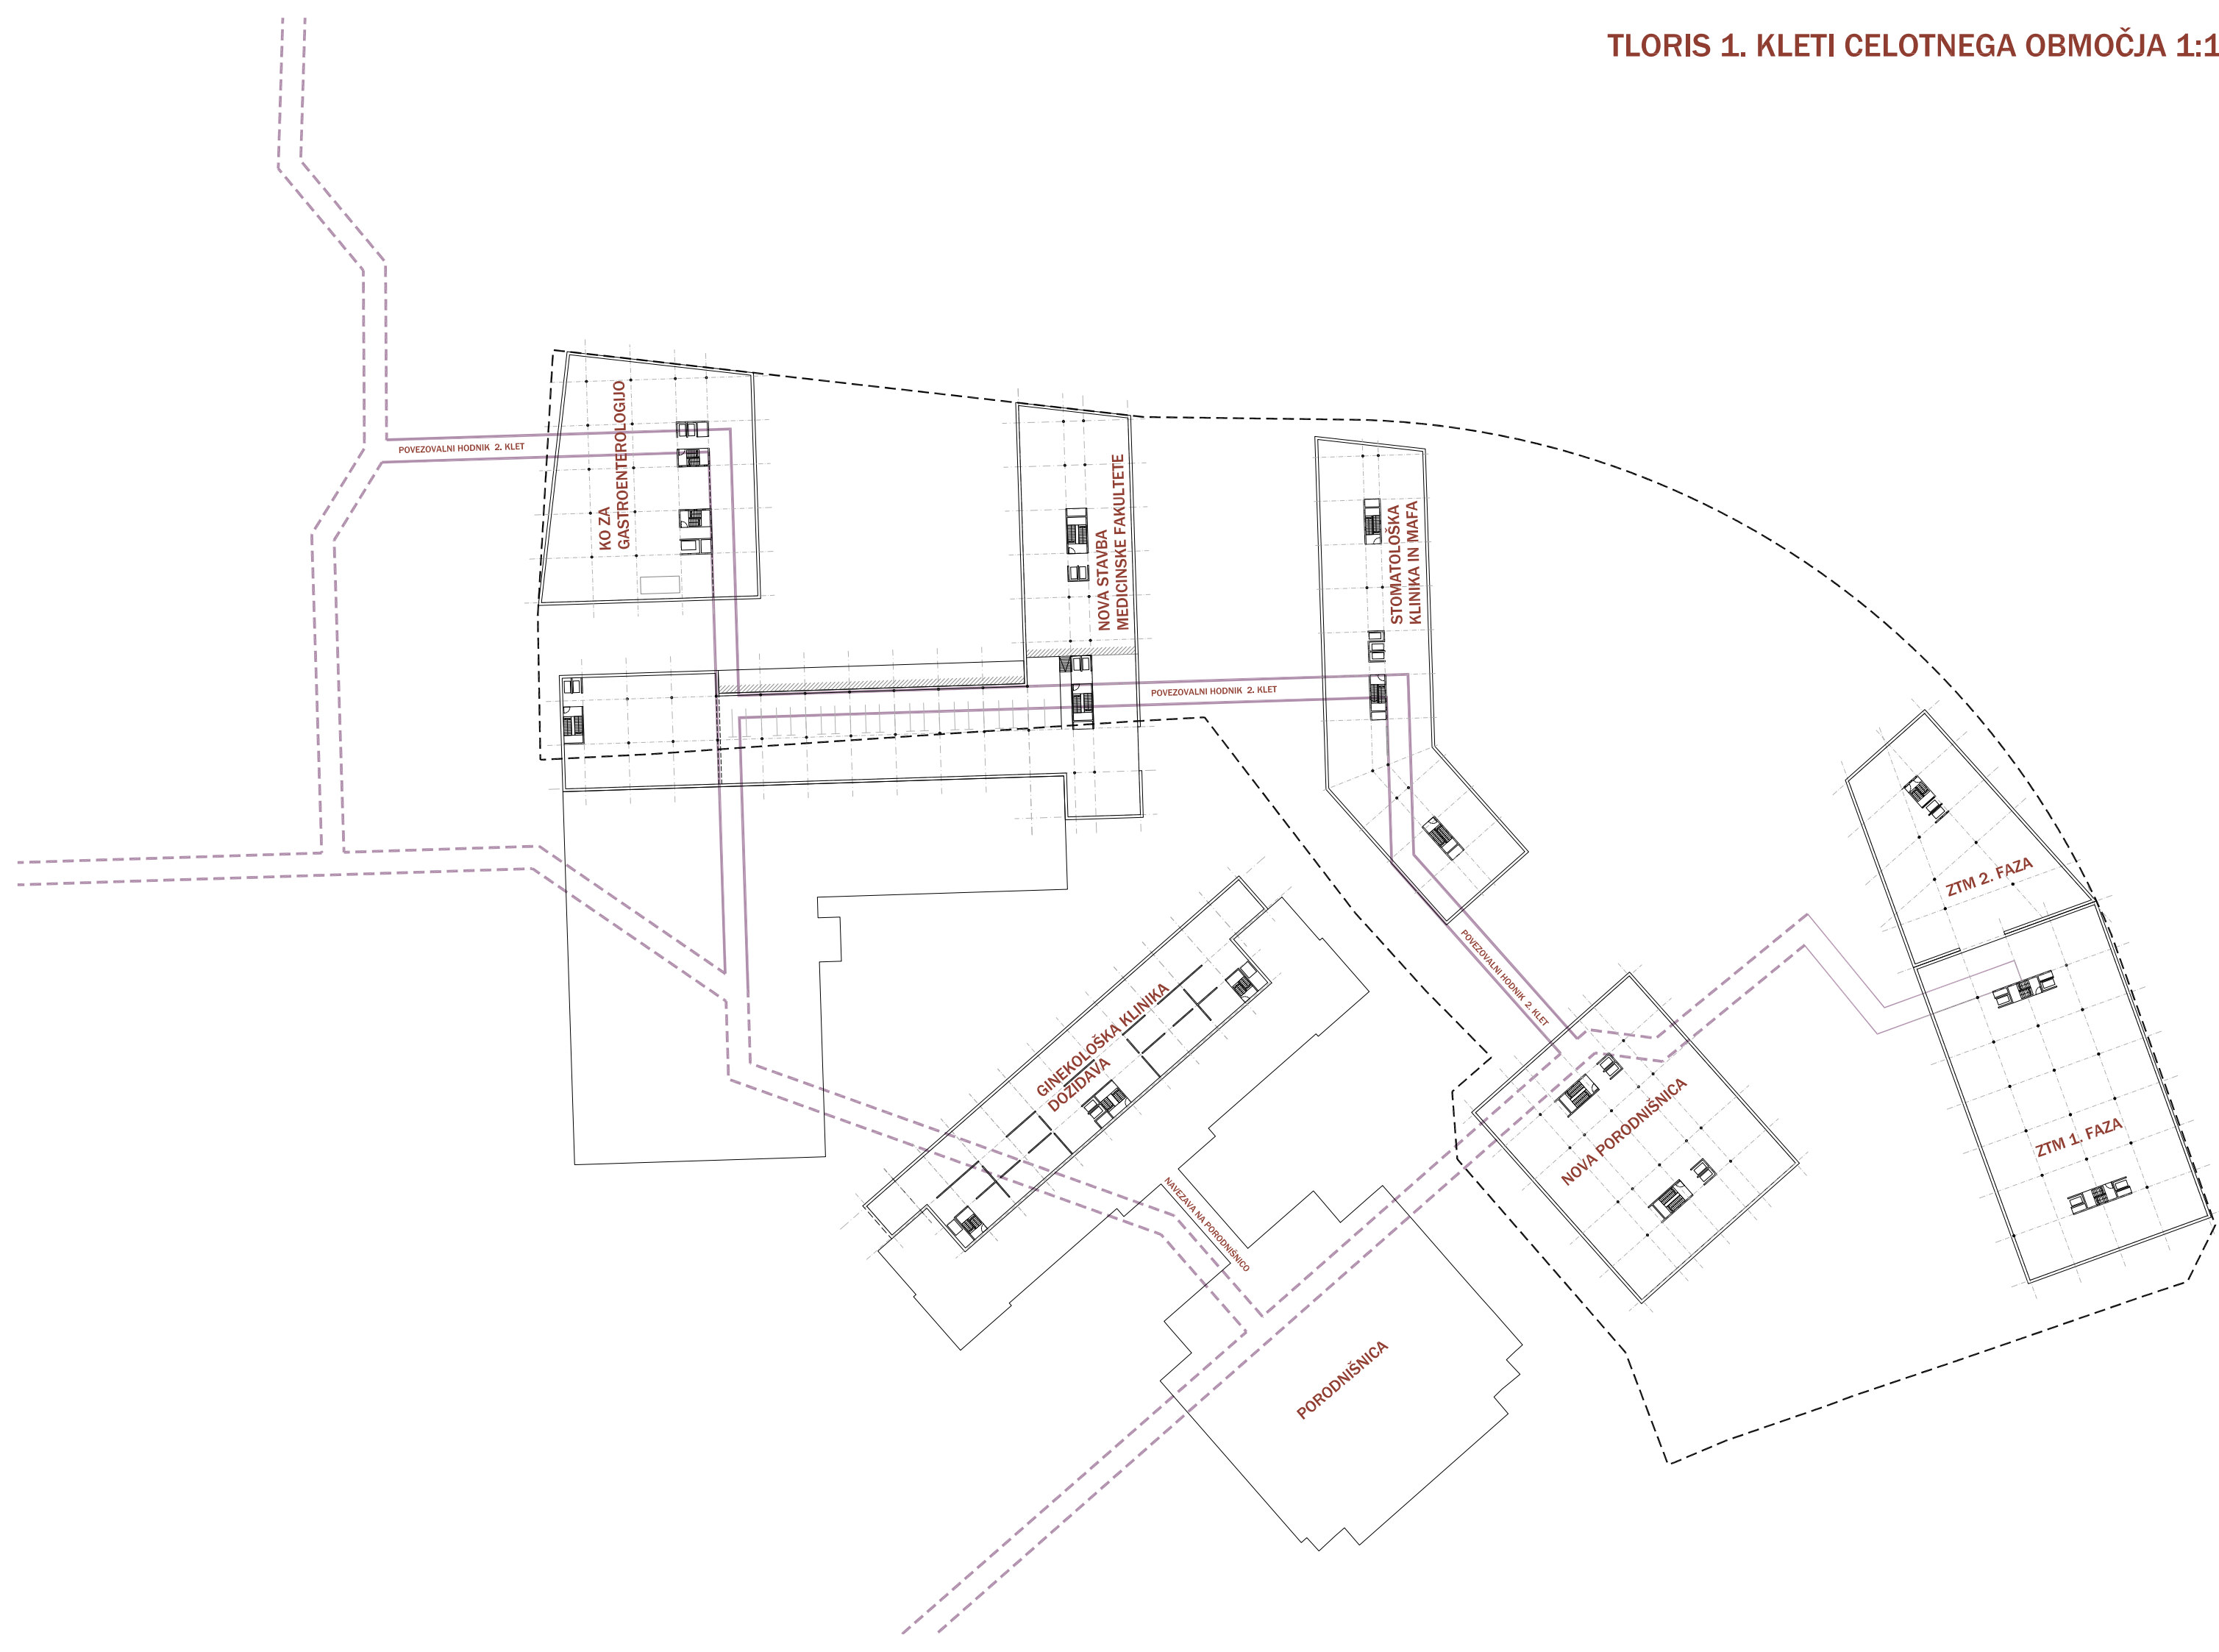 TLORIS 1. KLETI CELOTNEGA OBMOČJA 1:1
KO ZA
GASTROENTEROLOGIJO
POVEZOVALNI HODNIK 2. KLET
NOVA STAVBA
MEDICINSKE FAKULTETE
STOMATOLOŠKA
KLINIKA IN MAFA
POVEZOVALNI HODNIK 2. KLET
ZTM 2. FAZA
POVEZOVALNI HODNIK 2. KLET
GINEKOLOŠKA KLINIKA
DOZIDAVA
NOVA PORODNIŠNICA
ZTM 1. FAZA
NAVEZAVA NA PORODNIŠNICO
PORODNIŠNICA